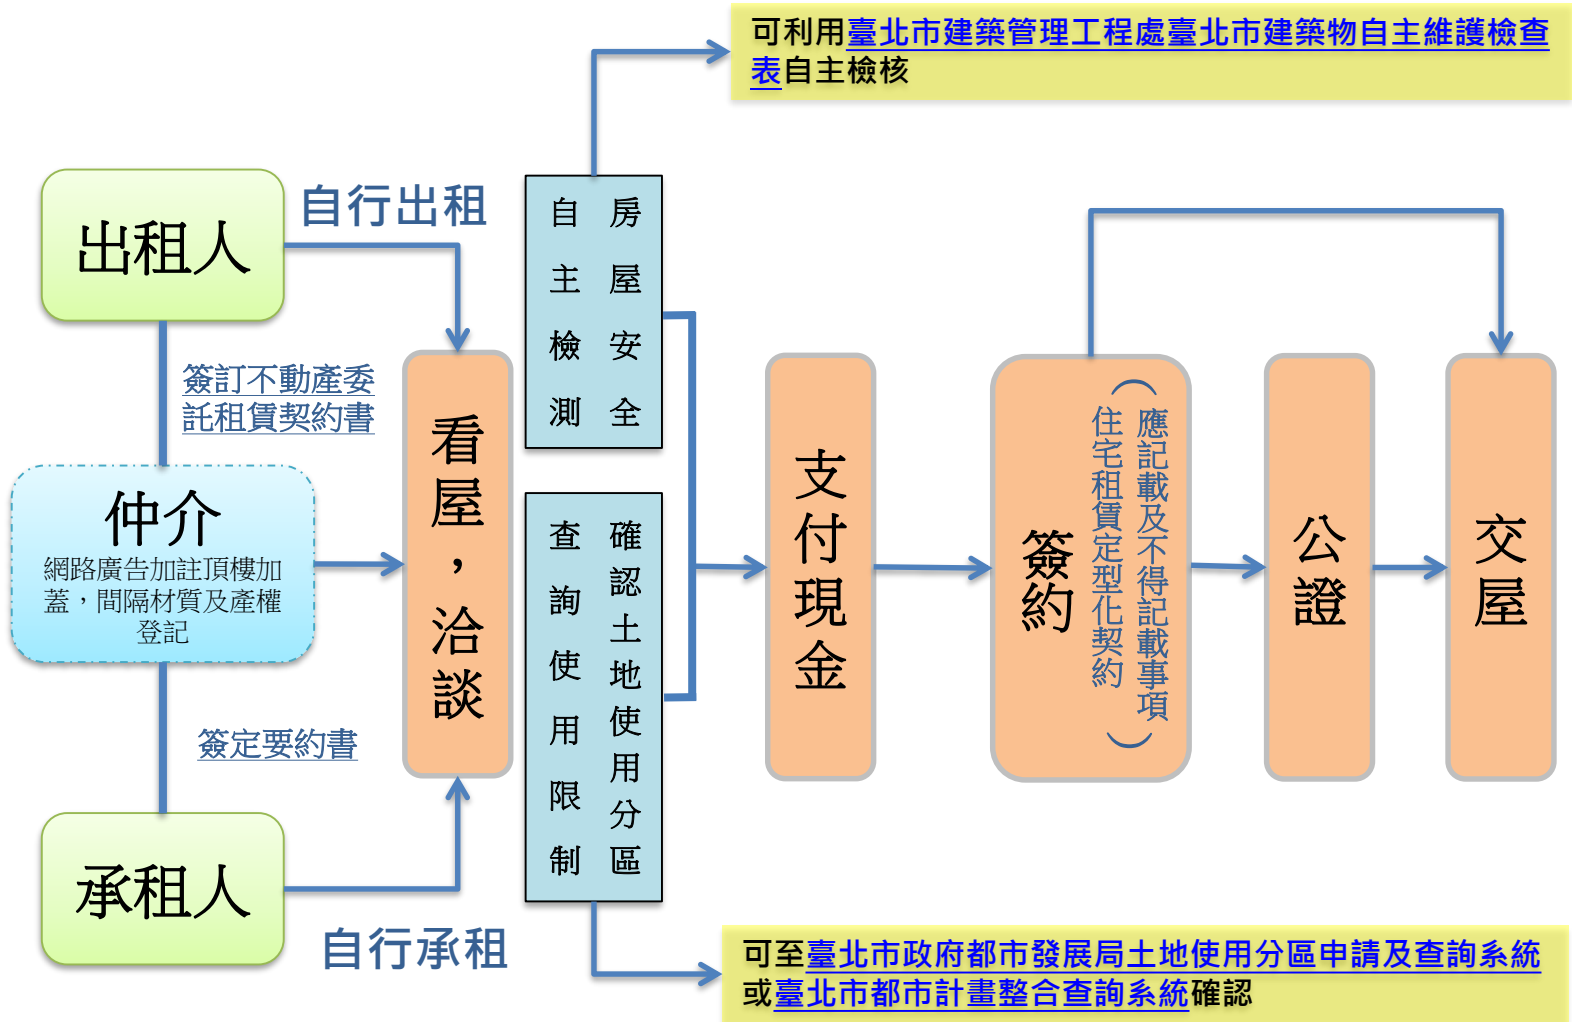 可利用臺北市建築管理工程處臺北市建築物自主維護檢查
表自主檢核
出租人
自行出租
簽訂不動產委
託租賃契約書
仲介
網路廣告加註頂樓加
蓋，間隔材質及產權
登記
簽定要約書
承租人
自行承租
看屋，洽談
房屋安全
自主檢測
確認土地使用分區
查詢使用限制
支付現金
簽約
（應記載及不得記載事項
住宅租賃定型化契約）
公證
交屋
可至臺北市政府都市發展局土地使用分區申請及查詢系統
或臺北市都市計畫整合查詢系統確認